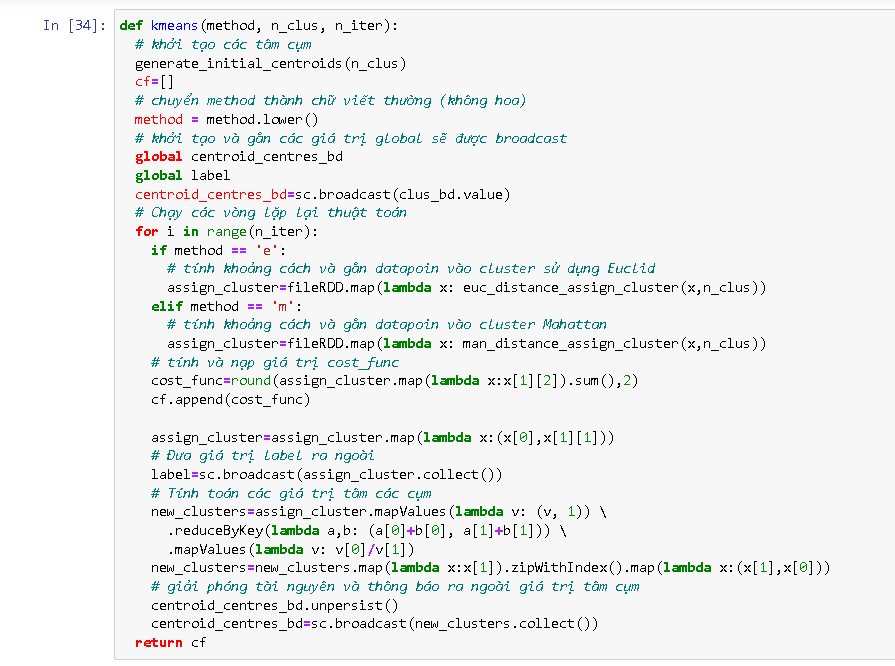 In [34]: def kmeans(method, n_clus, n_iter):
# khởi tạo các tâm cụm
generate_initial_centroids(n_clus)
cf=[]
# chuyển method thành chữ viết thường (không hoa)
method = method.lower()
# khởi tạo và gắn các giá trị global sẽ được broadcast
global centroid_centres_bd
global label
centroid_centres_bd=sc.broadcast(clus_bd.value)
# Chạy các vòng lặp lại thuật toán
for i in range(n_iter):
if method == 'e':
# tính khoảng cách và gắn datapoin vào cluster sử dụng Euclid
assign_cluster=fileRDD.map(lambda x: euc_distance_assign_cluster(x,n_clus))
elif method == 'm':
# tính khoảng cách và gắn datapoin vào cluster Mahattan
assign_cluster=fileRDD.map(lambda x: man_distance_assign_cluster(x,n_clus))
# tính và nạp giá trị cost_func
cost_func=round(assign_cluster.map(lambda x:x[1][2]).sum(),2)
cf.append(cost_func)
assign_cluster=assign_cluster.map(lambda x:(x[0],x[1][1]))
# Đưa giá trị label ra ngoài
label=sc.broadcast(assign_cluster.collect())
# Tính toán các giá trị tâm các cụm
new_clusters=assign_cluster.mapValues(lambda v: (v, 1)) \
.reduceByKey(lambda a,b: (a[0]+b[0], a[1]+b[1])) \
.mapValues(lambda v: v[0]/v[1])
new_clusters=new_clusters.map(lambda x:x[1]).zipWithIndex().map(lambda x:(x[1],x[0]))
# giải phóng tài nguyên và thông báo ra ngoài giá trị tâm cụm
centroid_centres_bd.unpersist()
centroid_centres_bd=sc.broadcast(new_clusters.collect())
return cf